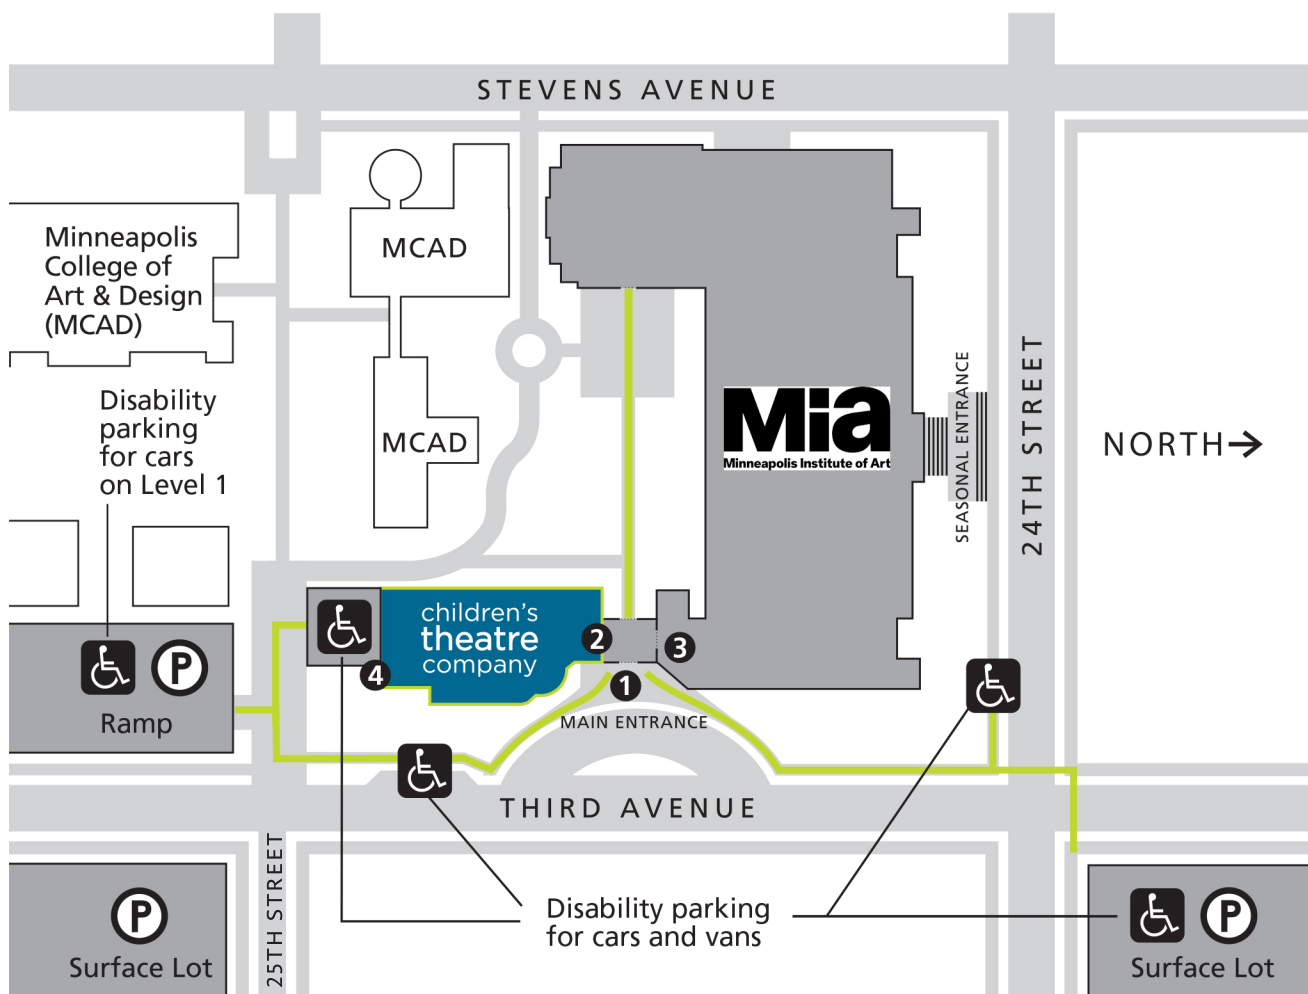 STEVENS AVENUE
Minneapolis
College of
Art & Design
(MCAD)
MCAD
MCAD
Disability
parking
for cars
on Level 1
Mia
Minneapolis Institute of Art
SEASONAL ENTRANCE
24TH STREET
NORTH
children's
theatre
company
2
3
4
1
MAIN ENTRANCE
P
Ramp
THIRD AVENUE
25TH STREET
P
Surface Lot
Disability parking
for cars and vans
P
Surface Lot